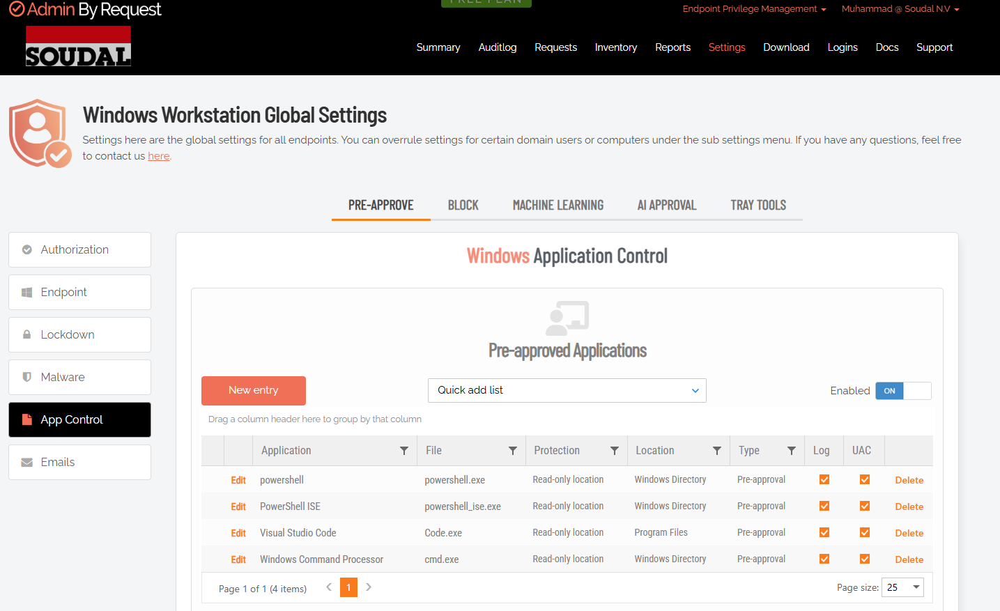 FREE PLAN
Admin By Request
Endpoint Privilege Management
Muhammad @ Soudal N.V
SOUDAL
Summary Auditlog Requests Inventory Reports Settings Download Logins Docs Support
Windows Workstation Global Settings
Settings here are the global settings for all endpoints. You can overrule settings for certain domain users or computers under the sub settings menu. If you have any questions, feel free
to contact us here.
PRE-APPROVE BLOCK MACHINE LEARNING AI APPROVAL TRAY TOOLS
Authorization
Endpoint
Lockdown
Malware
App Control
Emails
Windows Application Control
Pre-approved Applications
New entry
Quick add list
Enabled ON
Drag a column header here to group by that column
Application File Protection Location Type Log UAC
Edit powershell powershell.exe Read-only location Windows Directory Pre-approval Delete
Edit PowerShell ISE powershell_ise.exe Read-only location Windows Directory Pre-approval Delete
Edit Visual Studio Code Code.exe Read-only location Program Files Pre-approval Delete
Edit Windows Command Processor cmd.exe Read-only location Windows Directory Pre-approval Delete
Page 1 of 1 (4 items) 1 Page size: 25